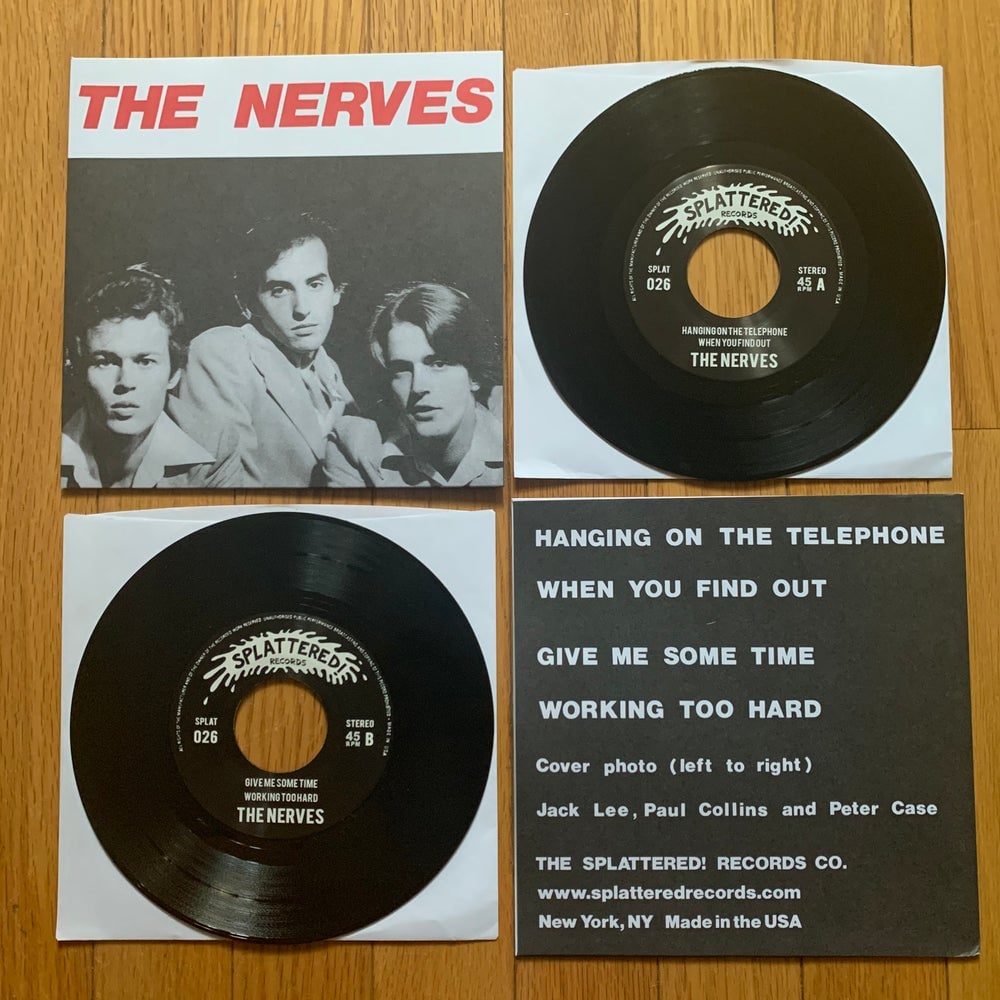 THE NERVES
SPLATTERED!
RECORDS
SPLAT
026
STEREO
45 A
RPM
HANGING ON THE TELEPHONE
WHEN YOU FIND OUT
THE NERVES
SPLATTERED!
RECORDS
SPLAT
026
STEREO
45 B
RPM
GIVE ME SOME TIME
WORKING TOO HARD
THE NERVES
HANGING ON THE TELEPHONE
WHEN YOU FIND OUT
GIVE ME SOME TIME
WORKING TOO HARD
Cover photo (left to right)
Jack Lee, Paul Collins and Peter Case
THE SPLATTERED! RECORDS CO.
www.splatteredrecords.com
New York, NY Made in the USA